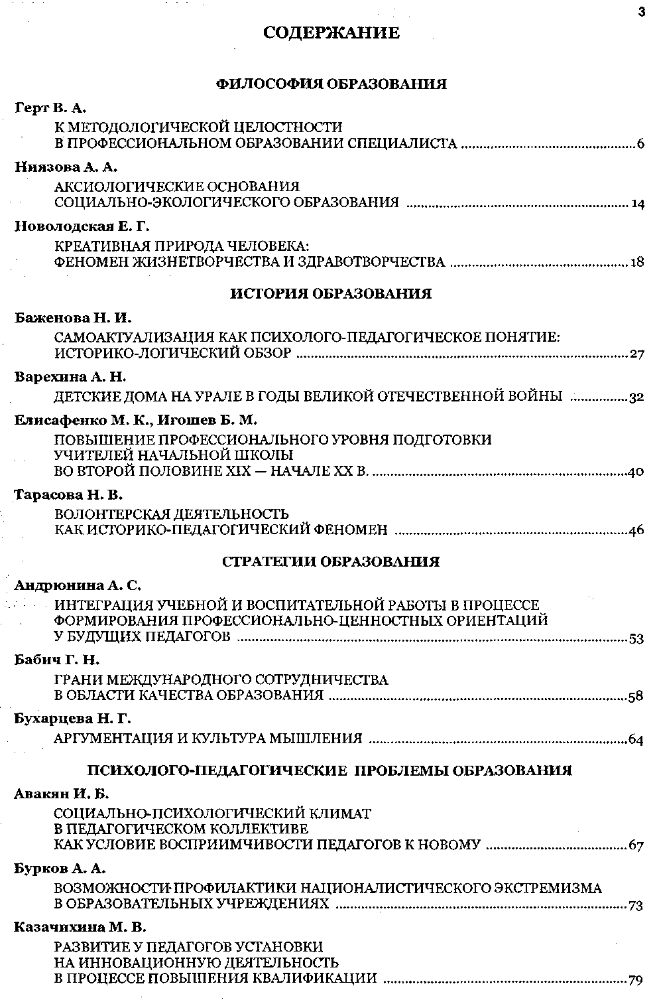 3
СОДЕРЖАНИЕ
ФИЛОСОФИЯ ОБРАЗОВАНИЯ
Герт В. А.
К МЕТОДОЛОГИЧЕСКОЙ ЦЕЛОСТНОСТИ
В ПРОФЕССИОНАЛЬНОМ ОБРАЗОВАНИИ СПЕЦИАЛИСТА ........ 6
Ниязова А. А.
АКСИОЛОГИЧЕСКИЕ ОСНОВАНИЯ
СОЦИАЛЬНО-ЭКОЛОГИЧЕСКОГО ОБРАЗОВАНИЯ ........ 14
Новолодская Е. Г.
КРЕАТИВНАЯ ПРИРОДА ЧЕЛОВЕКА:
ФЕНОМЕН ЖИЗНЕТВОРЧЕСТВА И ЗДРАВОТВОРЧЕСТВА ........ 18
ИСТОРИЯ ОБРАЗОВАНИЯ
Баженова Н. И.
САМОАКТУАЛИЗАЦИЯ КАК ПСИХОЛОГО-ПЕДАГОГИЧЕСКОЕ ПОНЯТИЕ:
ИСТОРИКО-ЛОГИЧЕСКИЙ ОБЗОР ........ 27
Варехина А. Н.
ДЕТСКИЕ ДОМА НА УРАЛЕ В ГОДЫ ВЕЛИКОЙ ОТЕЧЕСТВЕННОЙ ВОЙНЫ ........ 32
Елисафенко М. К., Игошев Б. М.
ПОВЫШЕНИЕ ПРОФЕССИОНАЛЬНОГО УРОВНЯ ПОДГОТОВКИ
УЧИТЕЛЕЙ НАЧАЛЬНОЙ ШКОЛЫ
ВО ВТОРОЙ ПОЛОВИНЕ XIX — НАЧАЛЕ XX В. ........ 40
Тарасова Н. В.
ВОЛОНТЕРСКАЯ ДЕЯТЕЛЬНОСТЬ
КАК ИСТОРИКО-ПЕДАГОГИЧЕСКИЙ ФЕНОМЕН ........ 46
СТРАТЕГИИ ОБРАЗОВАНИЯ
Андрюнина А. С.
ИНТЕГРАЦИЯ УЧЕБНОЙ И ВОСПИТАТЕЛЬНОЙ РАБОТЫ В ПРОЦЕССЕ
ФОРМИРОВАНИЯ ПРОФЕССИОНАЛЬНО-ЦЕННОСТНЫХ ОРИЕНТАЦИЙ
У БУДУЩИХ ПЕДАГОГОВ ........ 53
Бабич Г. Н.
ГРАНИ МЕЖДУНАРОДНОГО СОТРУДНИЧЕСТВА
В ОБЛАСТИ КАЧЕСТВА ОБРАЗОВАНИЯ ........ 58
Бухарцева Н. Г.
АРГУМЕНТАЦИЯ И КУЛЬТУРА МЫШЛЕНИЯ ........ 64
ПСИХОЛОГО-ПЕДАГОГИЧЕСКИЕ ПРОБЛЕМЫ ОБРАЗОВАНИЯ
Авакян И. Б.
СОЦИАЛЬНО-ПСИХОЛОГИЧЕСКИЙ КЛИМАТ
В ПЕДАГОГИЧЕСКОМ КОЛЛЕКТИВЕ
КАК УСЛОВИЕ ВОСПРИИМЧИВОСТИ ПЕДАГОГОВ К НОВОМУ ........ 67
Бурков А. А.
ВОЗМОЖНОСТИ ПРОФИЛАКТИКИ НАЦИОНАЛИСТИЧЕСКОГО ЭКСТРЕМИЗМА
В ОБРАЗОВАТЕЛЬНЫХ УЧРЕЖДЕНИЯХ ........ 73
Казачихина М. В.
РАЗВИТИЕ У ПЕДАГОГОВ УСТАНОВКИ
НА ИННОВАЦИОННУЮ ДЕЯТЕЛЬНОСТЬ
В ПРОЦЕССЕ ПОВЫШЕНИЯ КВАЛИФИКАЦИИ ........ 79